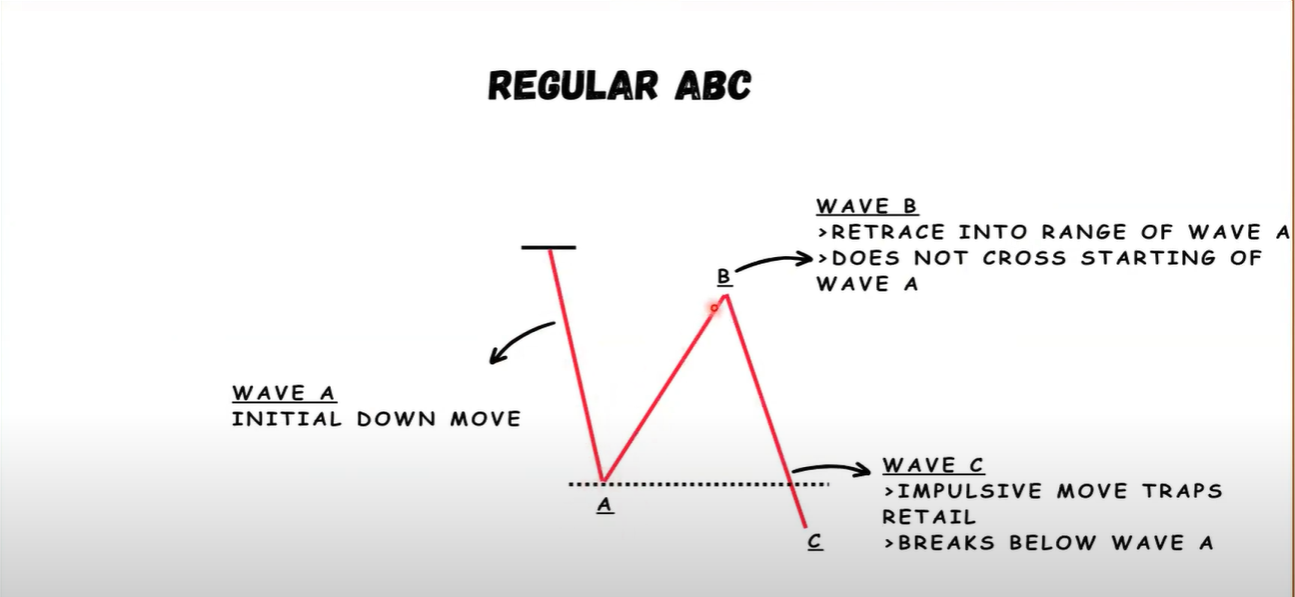 REGULAR ABC
WAVE B
>RETRACE INTO RANGE OF WAVE A
>DOES NOT CROSS STARTING OF
WAVE A
B
WAVE A
INITIAL DOWN MOVE
A
WAVE C
>IMPULSIVE MOVE TRAPS
RETAIL
>BREAKS BELOW WAVE A
C